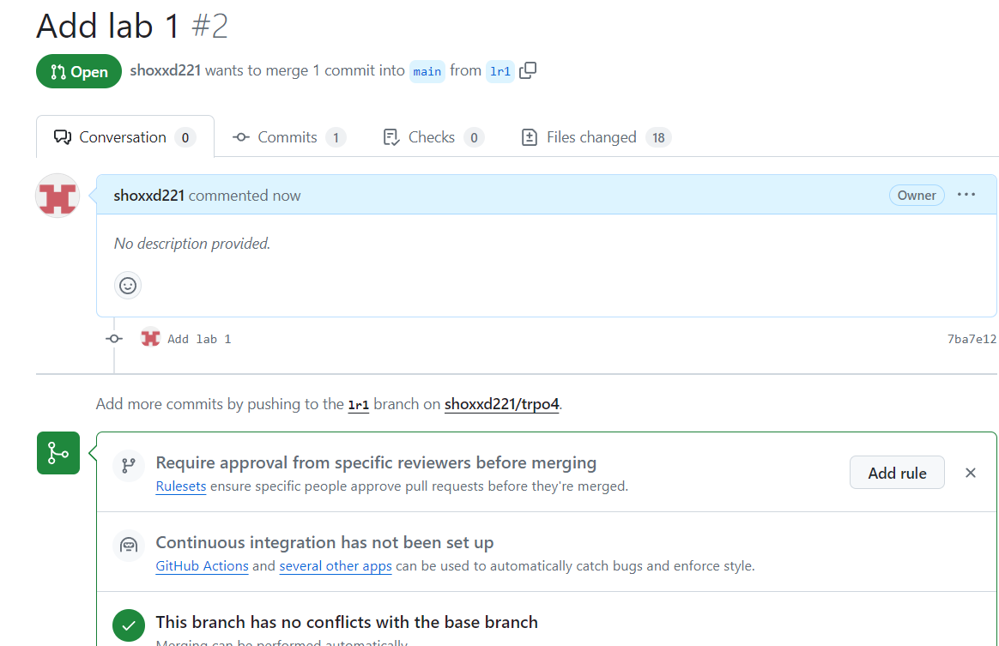 Add lab 1 #2
Open shoxxd221 wants to merge 1 commit into main from lr1
Conversation 0 Commits 1 Checks 0 Files changed 18
shoxxd221 commented now Owner
No description provided.
Add lab 1 7ba7e12
Add more commits by pushing to the lr1 branch on shoxxd221/trpo4.
Require approval from specific reviewers before merging
Rulesets ensure specific people approve pull requests before they're merged.
Add rule
Continuous integration has not been set up
GitHub Actions and several other apps can be used to automatically catch bugs and enforce style.
This branch has no conflicts with the base branch
Merging can be performed automatically.